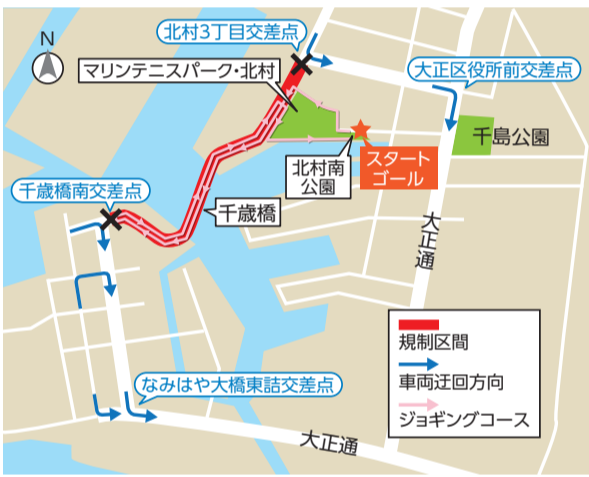 北村3丁目交差点
N
マリンテニスパーク・北村
大正区役所前交差点
千島公園
スタート
ゴール
北村南
公園
千歳橋南交差点
千歳橋
大正通
規制区間
車両迂回方向
ジョギングコース
なみはや大橋東詰交差点
大正通